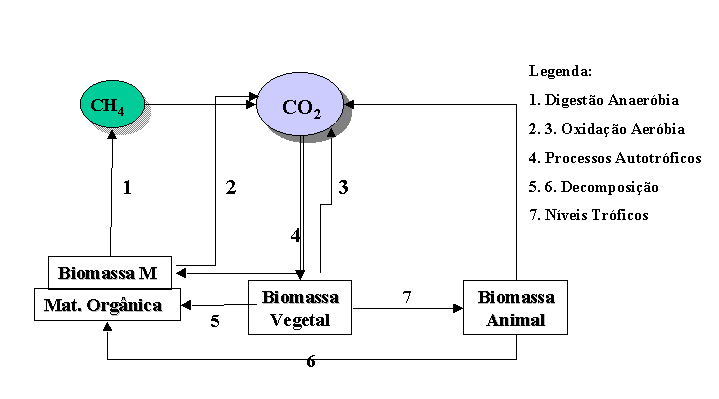 Legenda:
CH4
CO2
1. Digestão Anaeróbia
2. 3. Oxidação Aeróbia
4. Processos Autotróficos
1
2
3
5. 6. Decomposição
7. Níveis Tróficos
4
Biomassa M
Mat. Orgânica
Biomassa
Vegetal
7
Biomassa
Animal
5
6